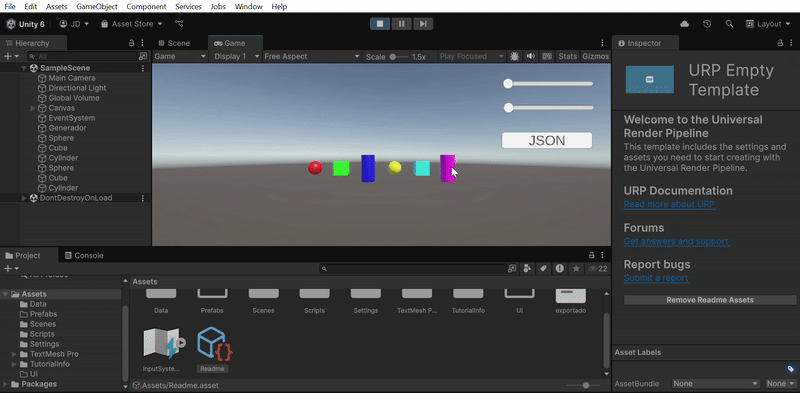 File Edit Assets GameObject Component Services Jobs Window Help
Unity 6 JD Asset Store Layout
Hierarchy
All
SampleScene
Main Camera
Directional Light
Global Volume
Canvas
EventSystem
Generador
Sphere
Cube
Cylinder
Sphere
Cube
Cylinder
DontDestroyOnLoad
Scene Game
Game Display 1 Free Aspect Scale 1.5x Play Focused Stats Gizmos
JSON
Inspector
URP Empty
Template
Welcome to the Universal
Render Pipeline
This template includes the settings and
assets you need to start creating with
the Universal Render Pipeline.
URP Documentation
Read more about URP
Forums
Get answers and support
Report bugs
Submit a report
Remove Readme Assets
Asset Labels
AssetBundle None None
Project Console
22
All Prefabs
Assets
Data
Prefabs
Scenes
Scripts
Settings
TextMesh Pro
TutorialInfo
UI
Packages
Assets
Data Prefabs Scenes Scripts Settings TextMesh P... TutorialInfo UI exportado
InputSyste... Readme
Assets/Readme.asset